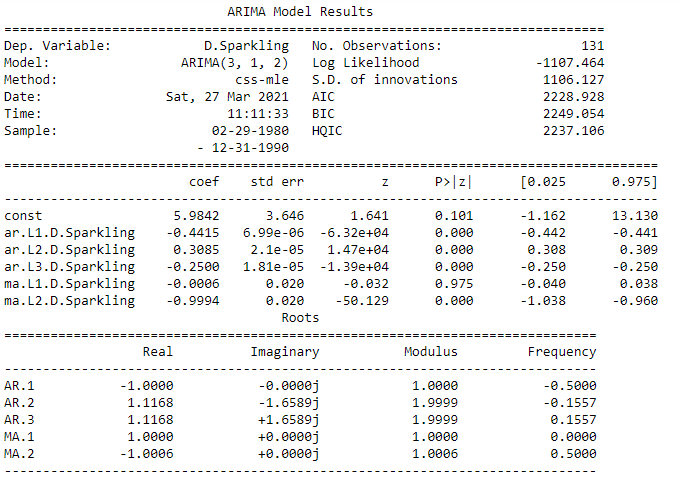 ARIMA Model Results
==============================================================================
Dep. Variable: D.Sparkling No. Observations: 131
Model: ARIMA(3, 1, 2) Log Likelihood -1107.464
Method: css-mle S.D. of innovations 1106.127
Date: Sat, 27 Mar 2021 AIC 2228.928
Time: 11:11:33 BIC 2249.054
Sample: 02-29-1980 HQIC 2237.106
- 12-31-1990
=====================================================================================
coef std err z P>|z| [0.025 0.975]
-------------------------------------------------------------------------------------
const 5.9842 3.646 1.641 0.101 -1.162 13.130
ar.L1.D.Sparkling -0.4415 6.99e-06 -6.32e+04 0.000 -0.442 -0.441
ar.L2.D.Sparkling 0.3085 2.1e-05 1.47e+04 0.000 0.308 0.309
ar.L3.D.Sparkling -0.2500 1.81e-05 -1.39e+04 0.000 -0.250 -0.250
ma.L1.D.Sparkling -0.0006 0.020 -0.032 0.975 -0.040 0.038
ma.L2.D.Sparkling -0.9994 0.020 -50.129 0.000 -1.038 -0.960
Roots
=============================================================================
Real Imaginary Modulus Frequency
-----------------------------------------------------------------------------
AR.1 -1.0000 -0.0000j 1.0000 -0.5000
AR.2 1.1168 -1.6589j 1.9999 -0.1557
AR.3 1.1168 +1.6589j 1.9999 0.1557
MA.1 1.0000 +0.0000j 1.0000 0.0000
MA.2 -1.0006 +0.0000j 1.0006 0.5000
-----------------------------------------------------------------------------